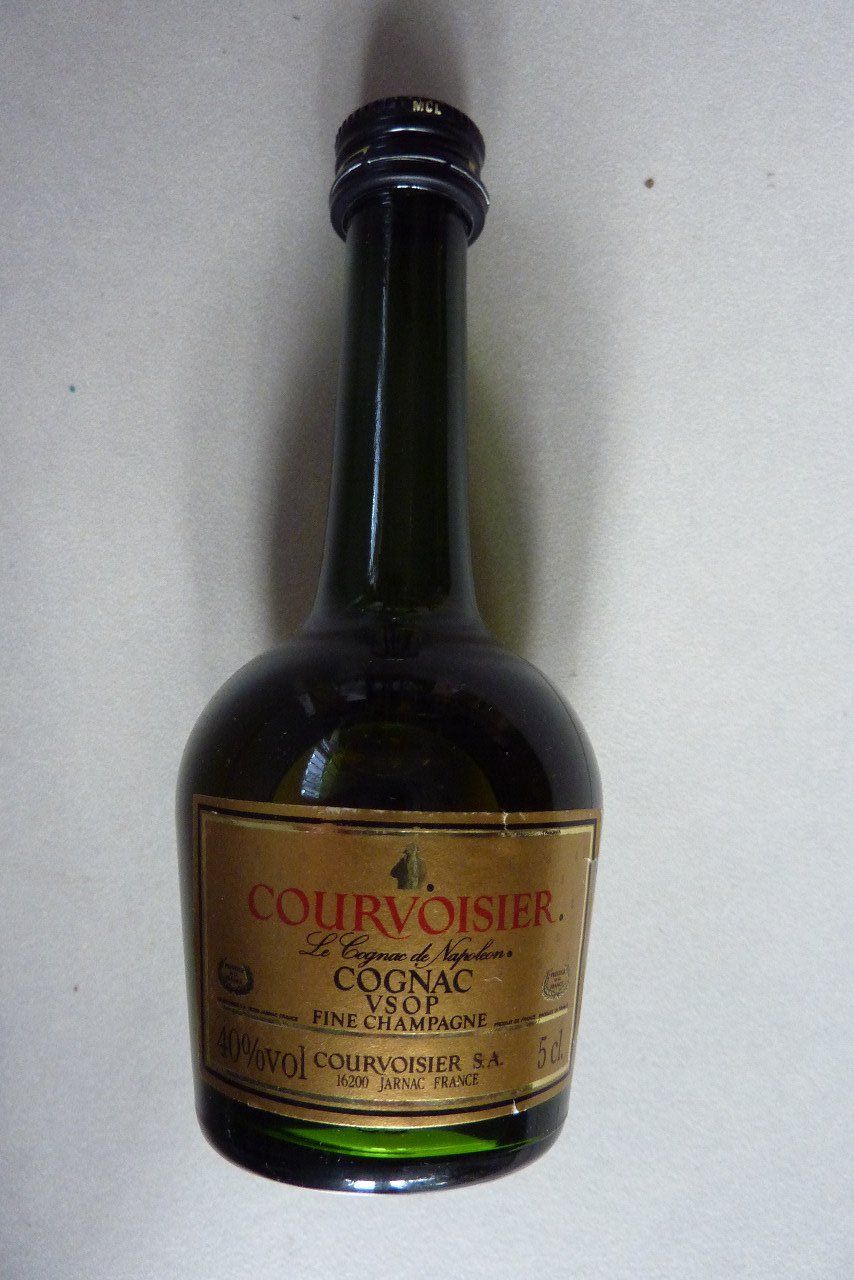 MCL
COURVOISIER
Le Cognac de Napoleon
COGNAC
VSOP
FINE CHAMPAGNE
40%vol COURVOISIER S.A. 5 cl.
16200 JARNAC FRANCE